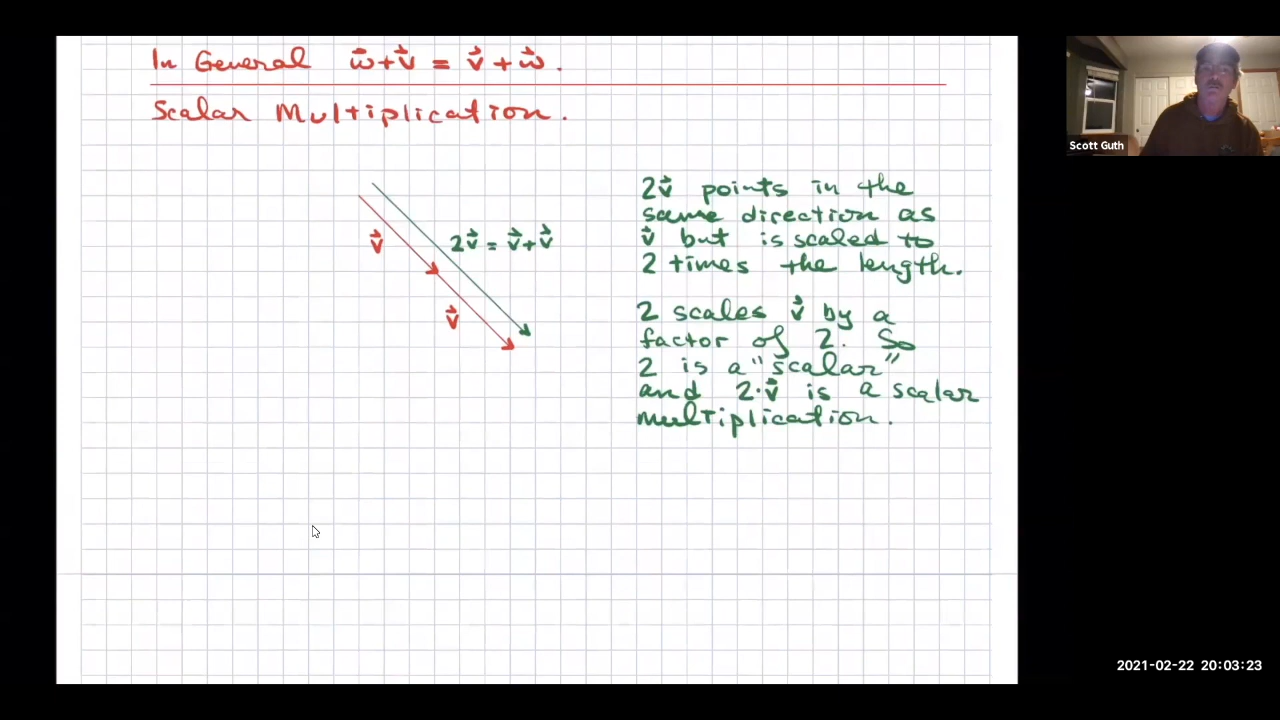 In General w⃗+v⃗ = v⃗+w⃗.
Scalar Multiplication.
v⃗
2v⃗ = v⃗+v⃗
v⃗
2v⃗ points in the
same direction as
v⃗ but is scaled to
2 times the length.
2 scales v⃗ by a
factor of 2. So
2 is a "scalar"
and 2·v⃗ is a scalar
multiplication.
Scott Guth
2021-02-22 20:03:23